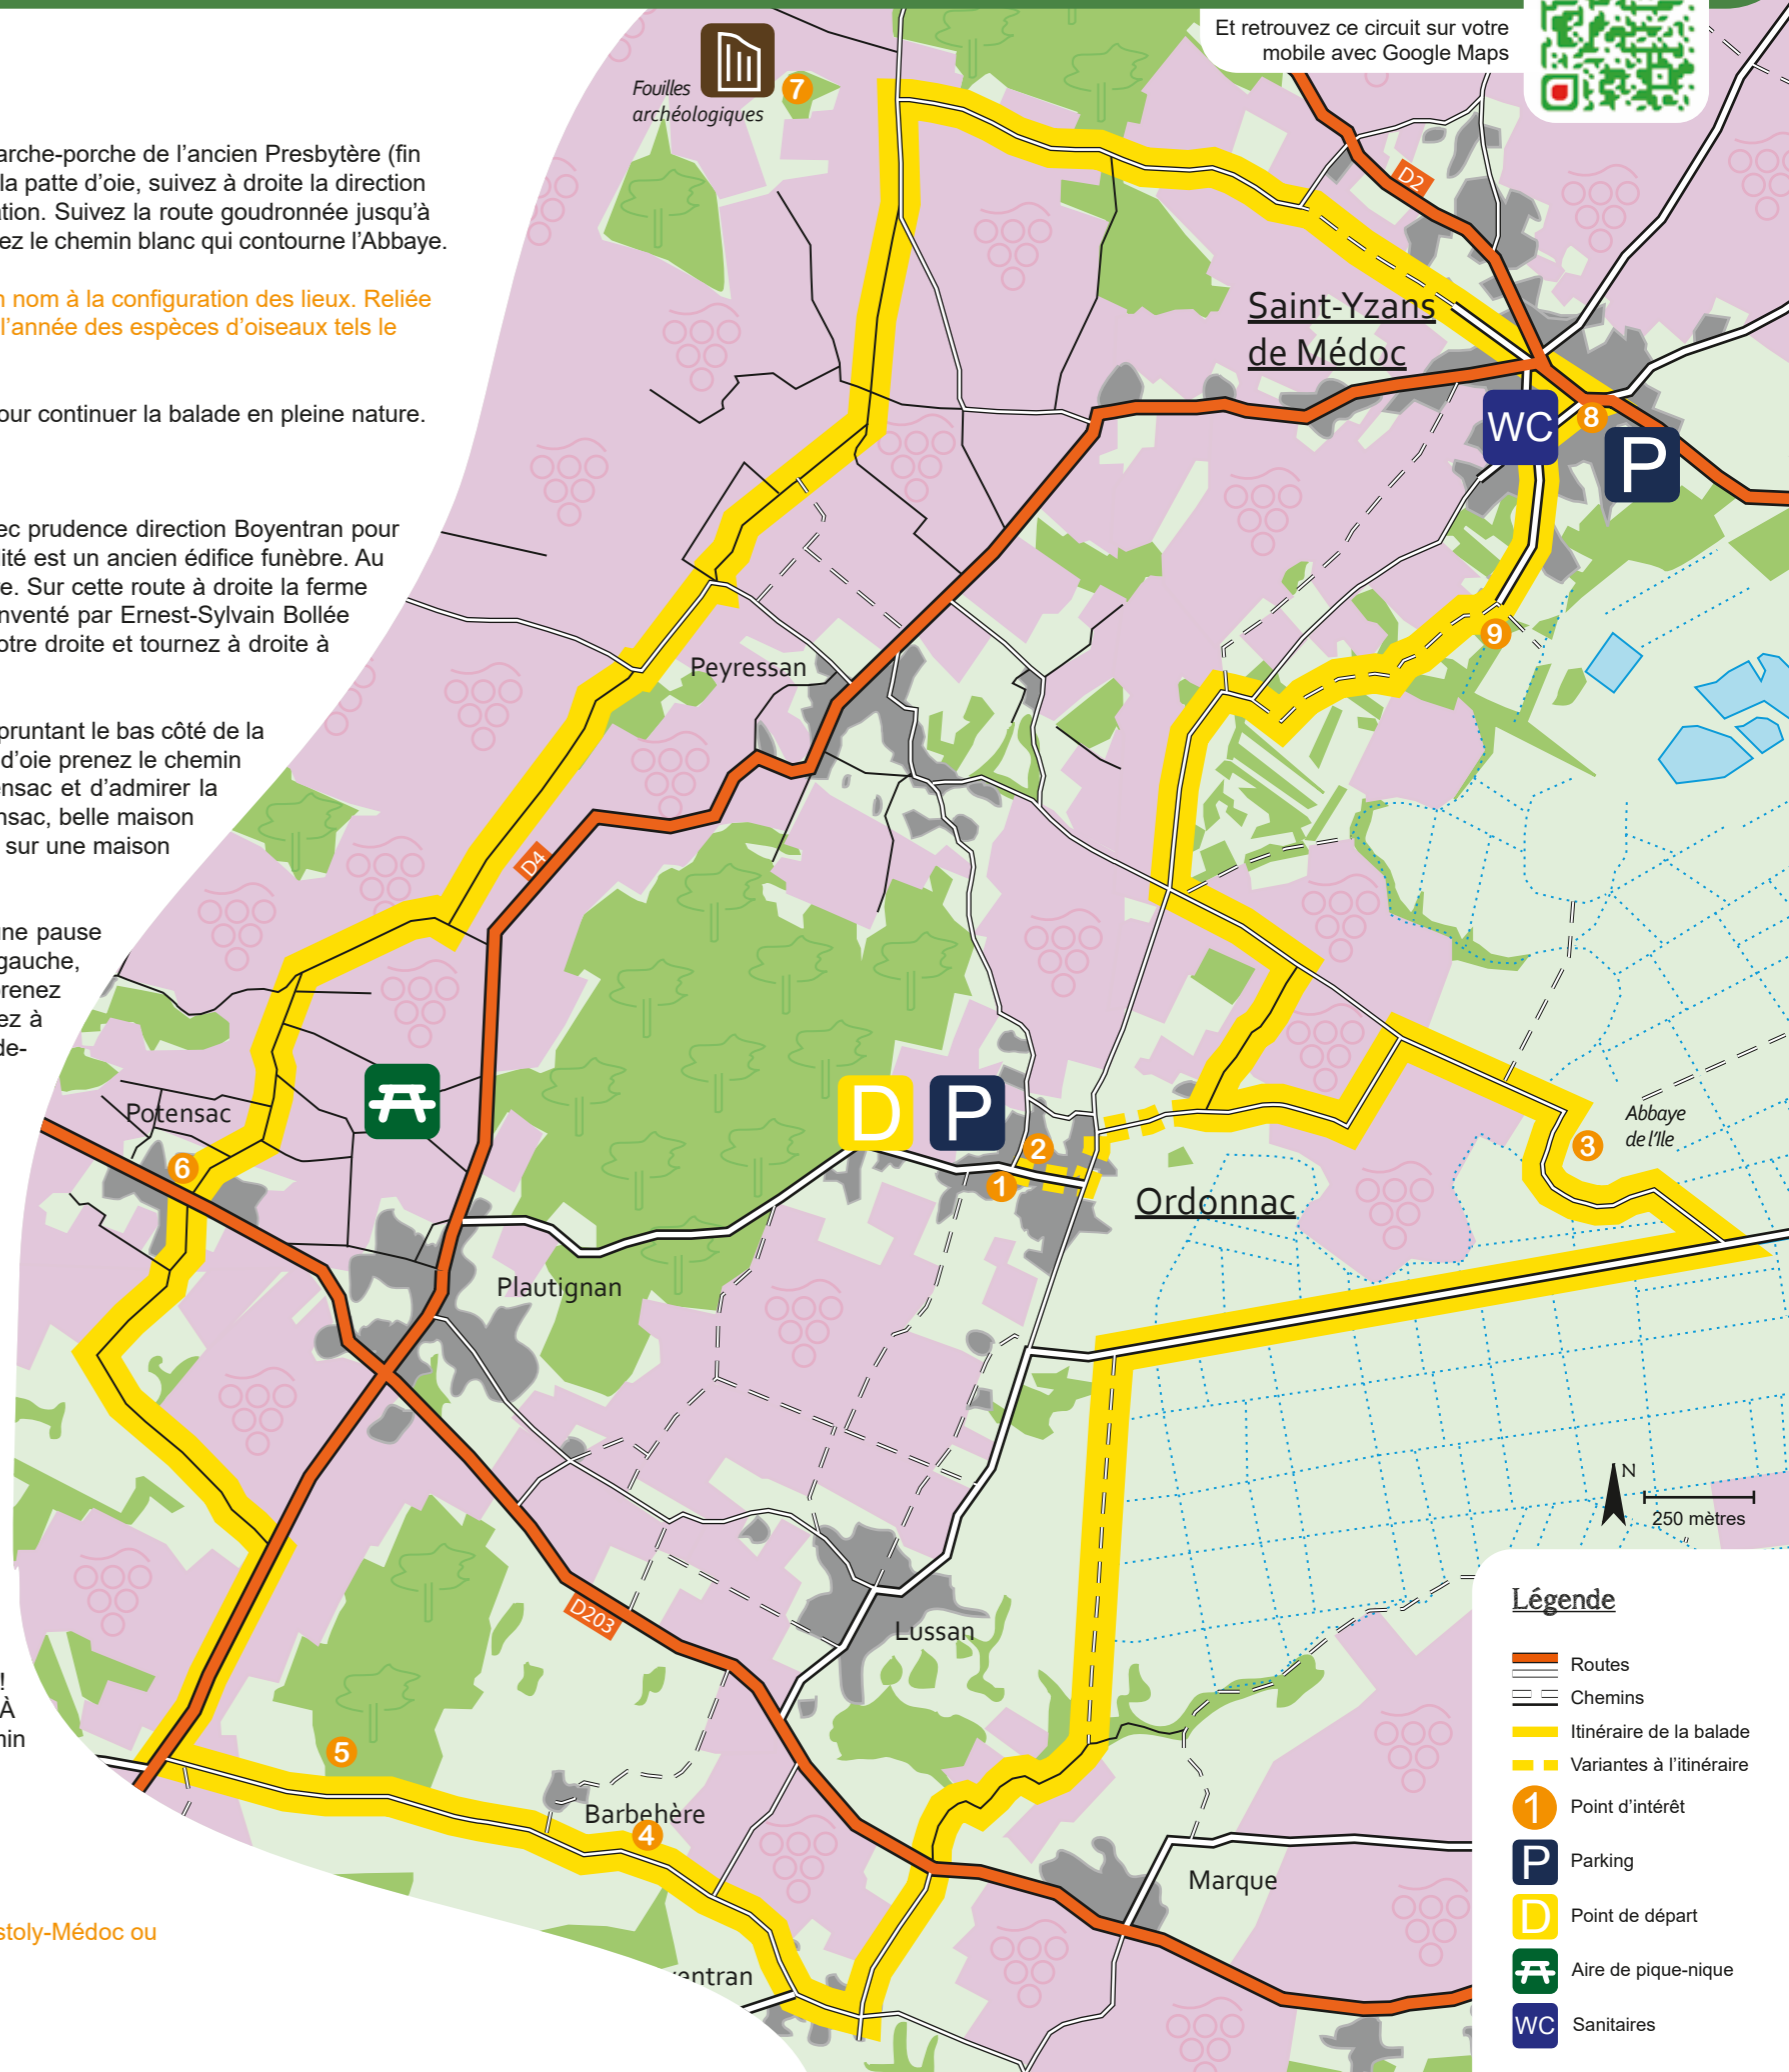 Et retrouvez ce circuit sur votre
mobile avec Google Maps
arche-porche de l’ancien Presbytère (fin
la patte d’oie, suivez à droite la direction
ation. Suivez la route goudronnée jusqu’à
ez le chemin blanc qui contourne l’Abbaye.
n nom à la configuration des lieux. Reliée
l’année des espèces d’oiseaux tels le
our continuer la balade en pleine nature.
ec prudence direction Boyentran pour
lité est un ancien édifice funèbre. Au
re. Sur cette route à droite la ferme
nventé par Ernest-Sylvain Bollée
otre droite et tournez à droite à
pruntant le bas côté de la
d’oie prenez le chemin
ensac et d’admirer la
nsac, belle maison
sur une maison
une pause
gauche,
prenez
ez à
de-
!
À
min
stoly-Médoc ou
Fouilles
archéologiques
7
D2
Saint-Yzans
de Médoc
WC
8
P
9
Peyressan
D4
Potensac
6
D
P
2
1
Ordonnac
Abbaye
de l’Ile
3
Plautignan
N
250 mètres
D203
Lussan
5
Barbehère
4
Marque
entran
Légende
Routes
Chemins
Itinéraire de la balade
Variantes à l’itinéraire
1 Point d’intérêt
P Parking
D Point de départ
Aire de pique-nique
WC Sanitaires